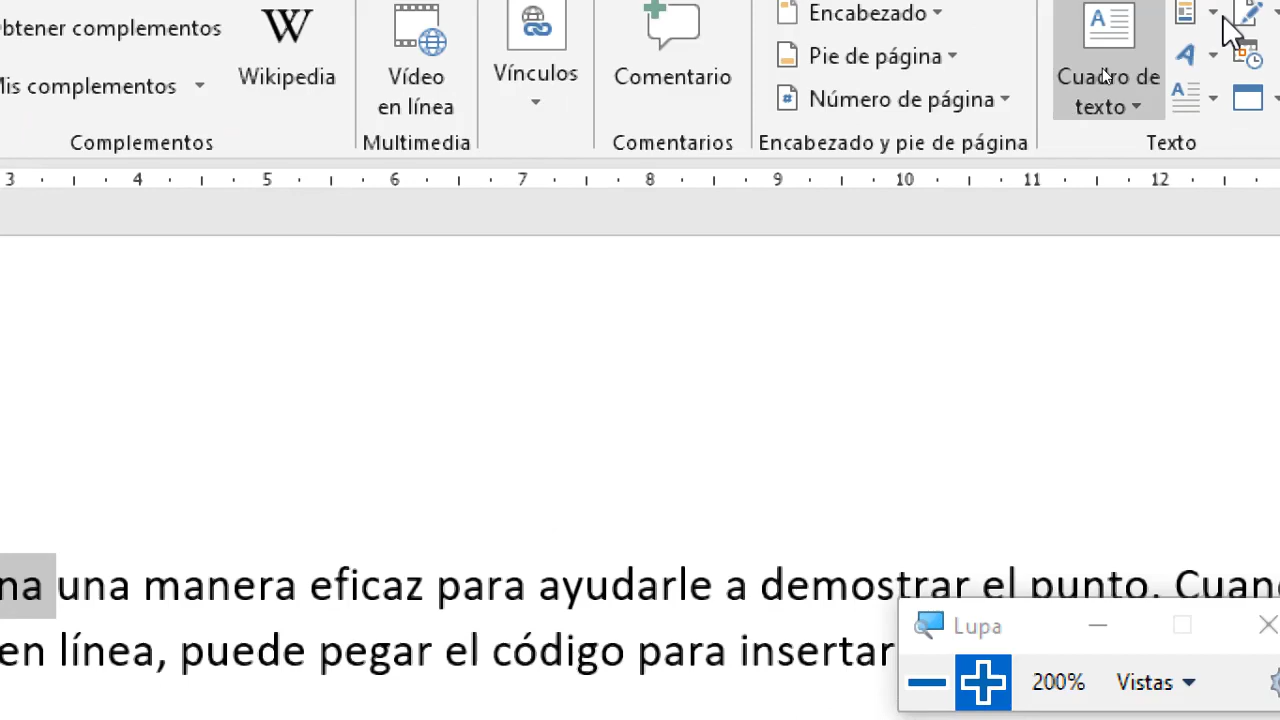 btener complementos
Mis complementos
Complementos
W
Wikipedia
Vídeo
en línea
Multimedia
Vínculos
Comentario
Comentarios
Encabezado
Pie de página
Número de página
Encabezado y pie de página
A
Cuadro de
texto
A
A
Texto
3 4 5 6 7 8 9 10 11 12
na una manera eficaz para ayudarle a demostrar el punto. Cuan
en línea, puede pegar el código para insertar
Lupa
200% Vistas